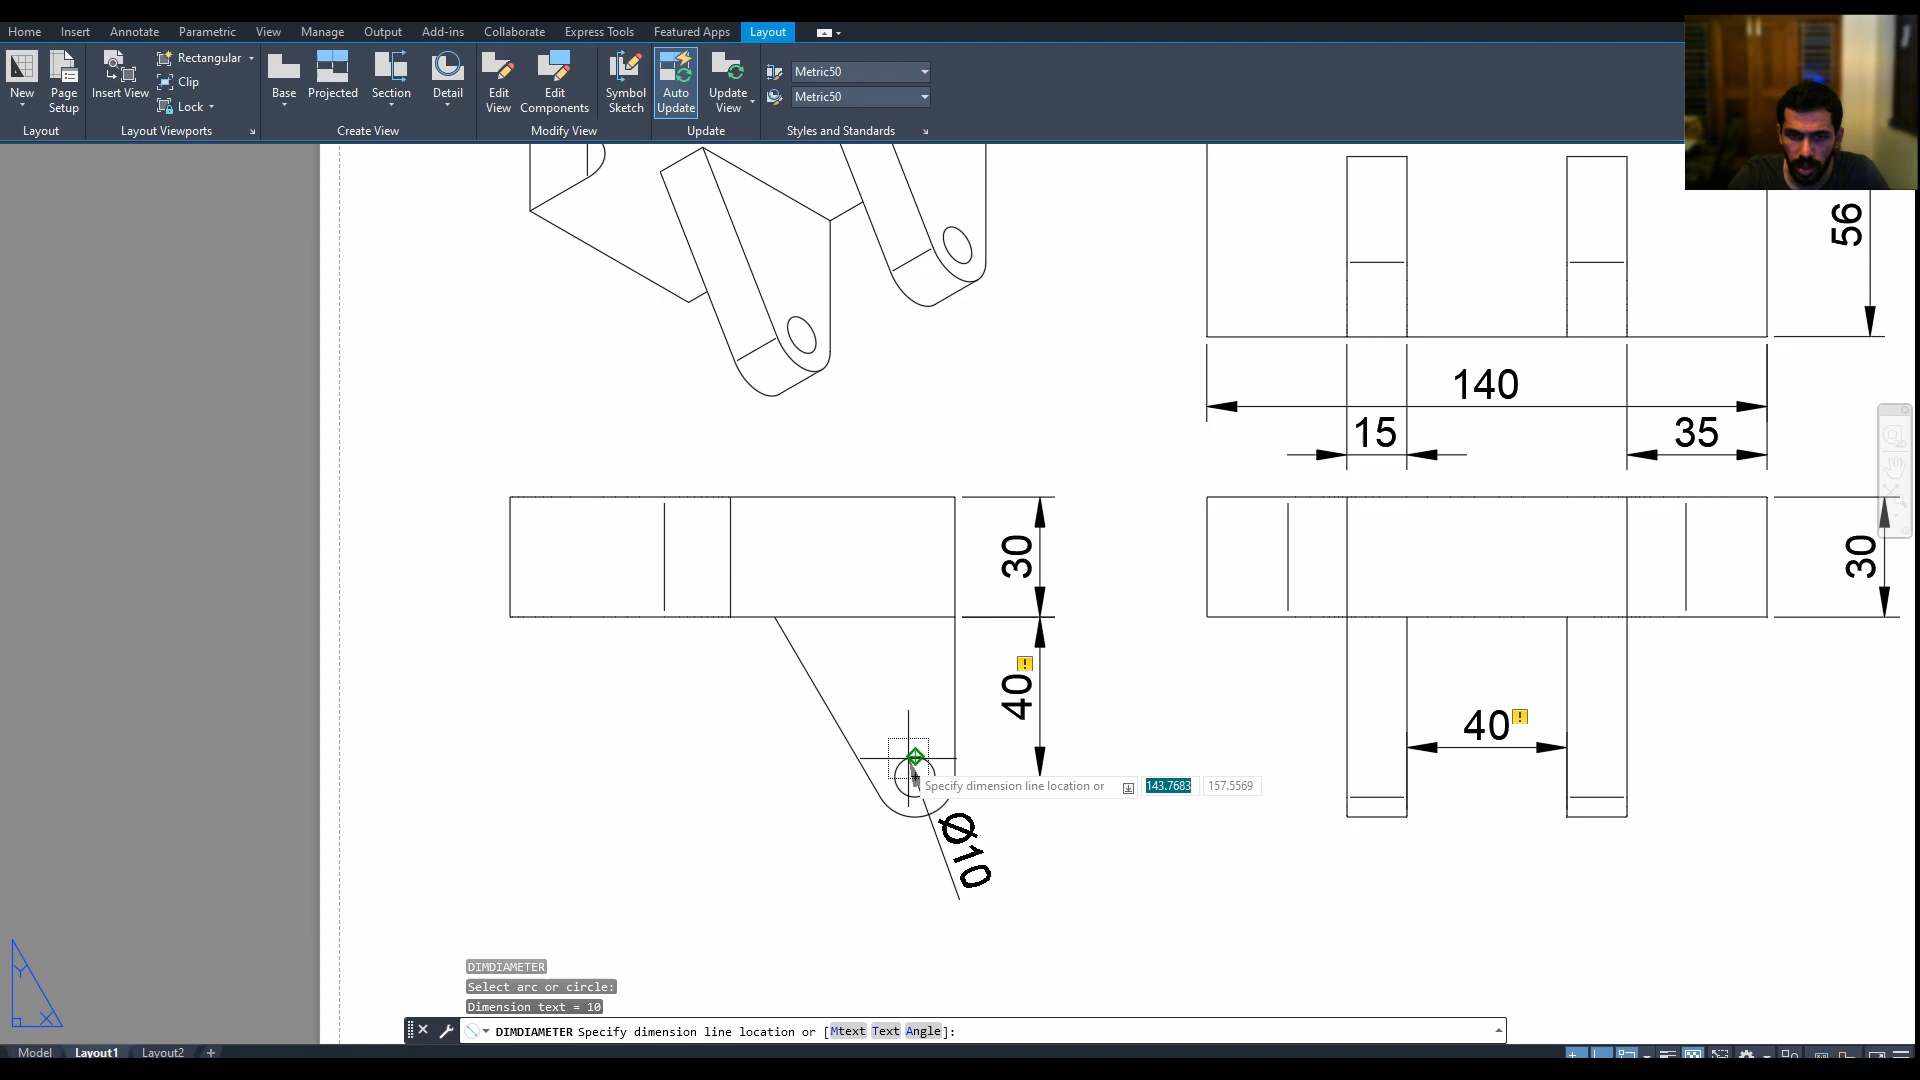 Home Insert Annotate Parametric View Manage Output Add-ins Collaborate Express Tools Featured Apps Layout
New Page Setup Insert View Rectangular Clip Lock Base Projected Section Detail Edit View Edit Components Symbol Sketch Auto Update Update View Metric50 Metric50
Layout Layout Viewports Create View Modify View Update Styles and Standards
56
140
15 35
30 30
40 40
Specify dimension line location or 143.7683 157.5569
Ø10
DIMDIAMETER
Select arc or circle:
Dimension text = 10
DIMDIAMETER Specify dimension line location or [Mtext Text Angle]:
Y
X
Model Layout1 Layout2 +